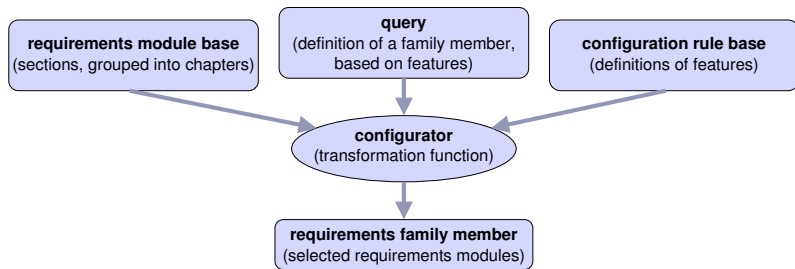 requirements module base
(sections, grouped into chapters)
query
(definition of a family member,
based on features)
configuration rule base
(definitions of features)
configurator
(transformation function)
requirements family member
(selected requirements modules)